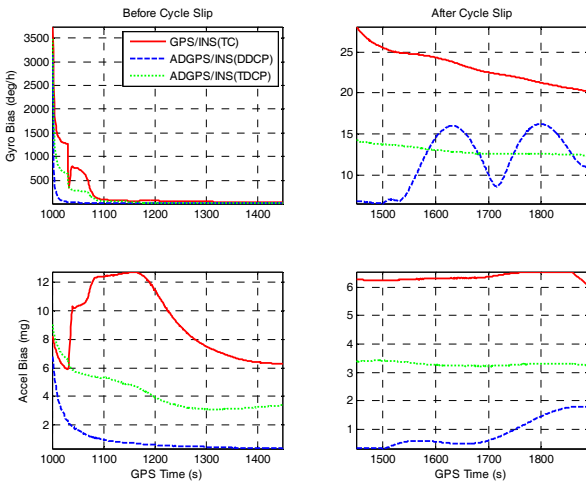 Before Cycle Slip
After Cycle Slip
Gyro Bias (deg/h)
3500
3000
2500
2000
1500
1000
500
GPS/INS(TC)
ADGPS/INS(DDCP)
ADGPS/INS(TDCP)
1000 1100 1200 1300 1400
25
20
15
10
1500 1600 1700 1800
Accel Bias (mg)
12
10
8
6
4
2
1000 1100 1200 1300 1400
GPS Time (s)
6
5
4
3
2
1
1500 1600 1700 1800
GPS Time (s)